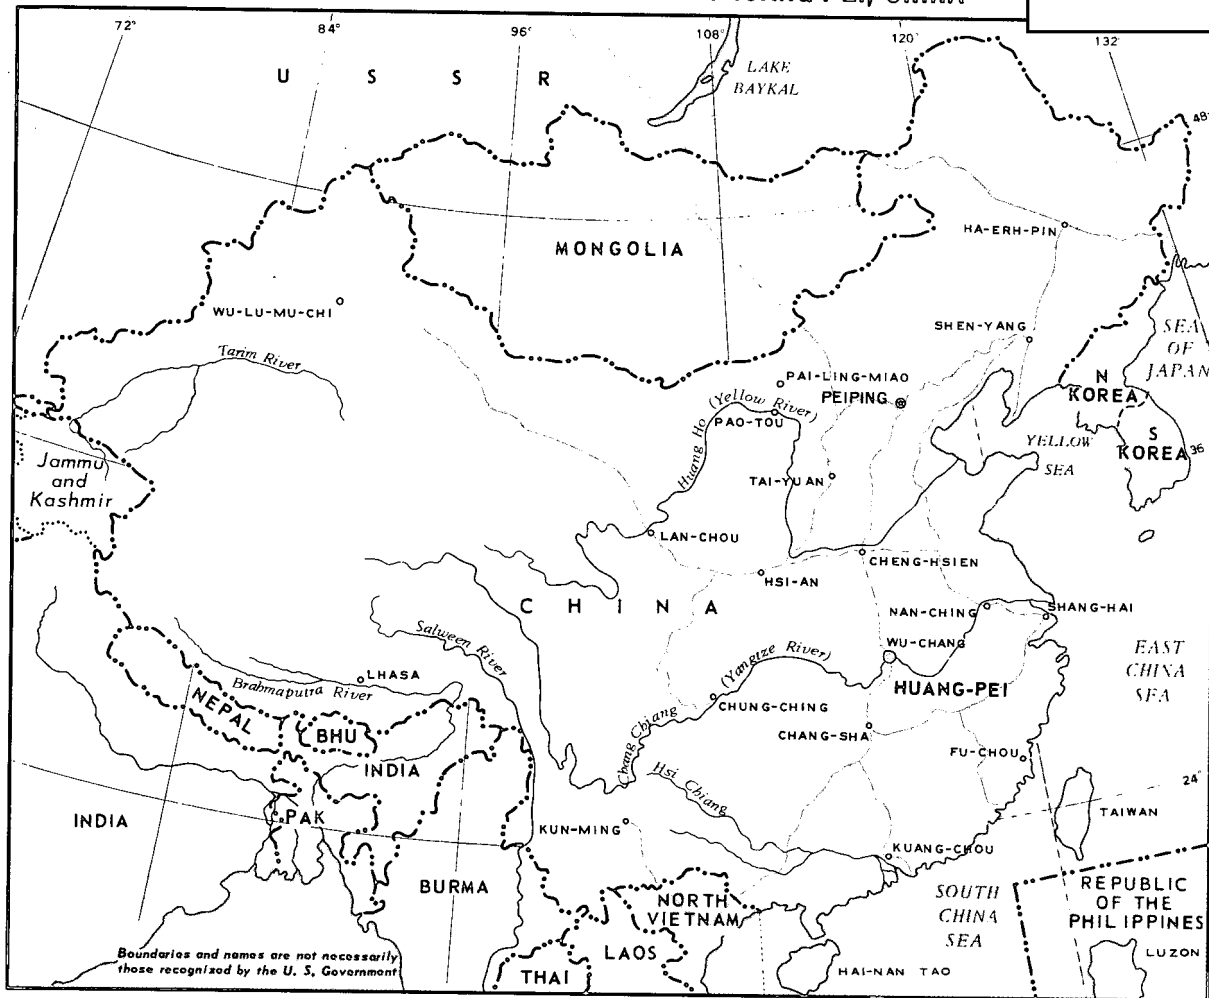 72°
84°
96°
108°
120°
132°
U S S R
LAKE
BAYKAL
48°
MONGOLIA
HA-ERH-PIN
WU-LU-MU-CHI
SHEN-YANG
SEA
OF
JAPAN
Tarim River
PAI-LING-MIAO
PEIPING
N
KOREA
Huang Ho (Yellow River)
PAO-TOU
YELLOW
SEA
S
KOREA
36
Jammu
and
Kashmir
TAI-YUAN
LAN-CHOU
CHENG-HSIEN
HSI-AN
C H I N A
NAN-CHING
SHANG-HAI
Salween River
WU-CHANG
EAST
CHINA
SEA
LHASA
Brahmaputra River
Chang Chiang (Yangtze River)
HUANG-PEI
NEPAL
BHU
CHUNG-CHING
CHANG-SHA
FU-CHOU
INDIA
Hsi Chiang
24°
INDIA
PAK
KUN-MING
TAIWAN
KUANG-CHOU
BURMA
NORTH
VIETNAM
SOUTH
CHINA
SEA
REPUBLIC
OF THE
PHILIPPINES
LAOS
THAI
HAI-NAN TAO
LUZON
Boundaries and names are not necessarily
those recognized by the U. S. Government